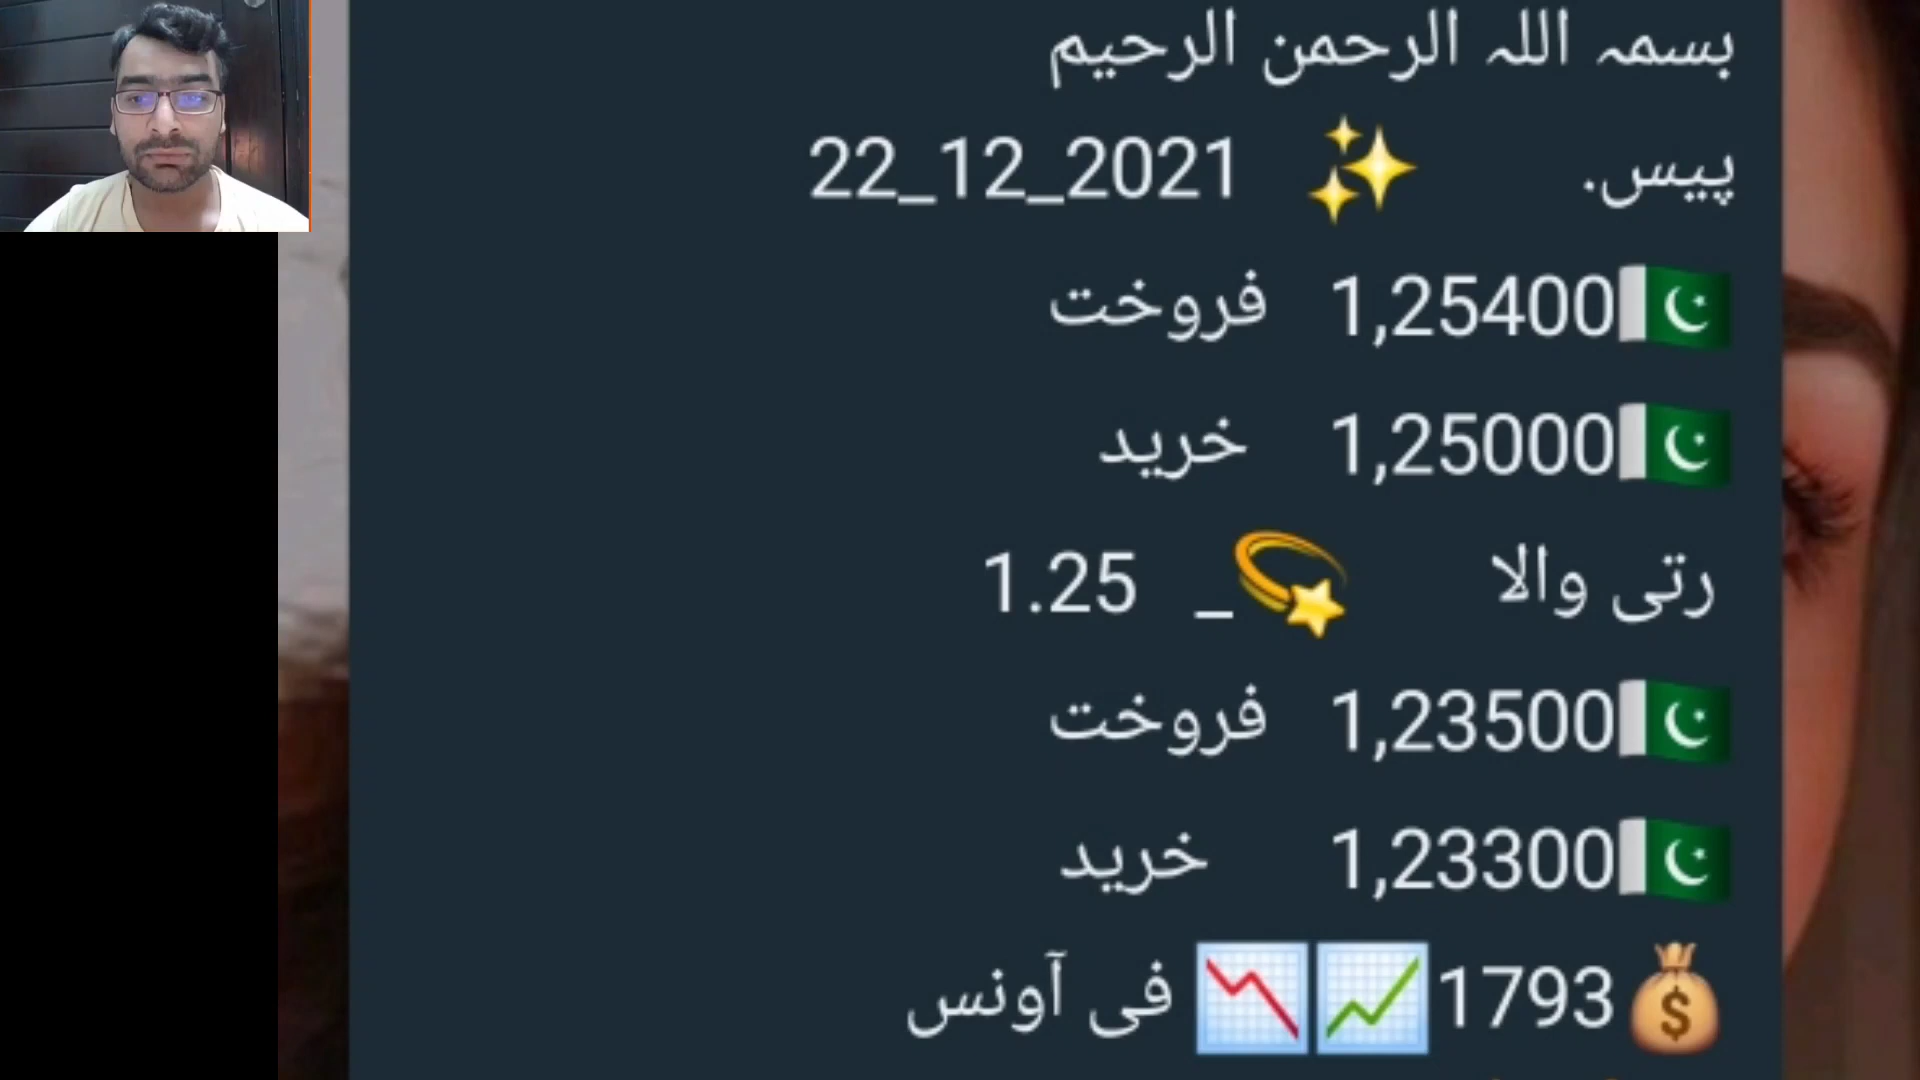 بسمہ اللہ الرحمن الرحیم
پیس. ✨ 22_12_2021
🇵🇰1,25400 فروخت
🇵🇰1,25000 خرید
رتی والا 💫_ 1.25
🇵🇰1,23500 فروخت
🇵🇰1,23300 خرید
💰1793📈📉 فی آونس